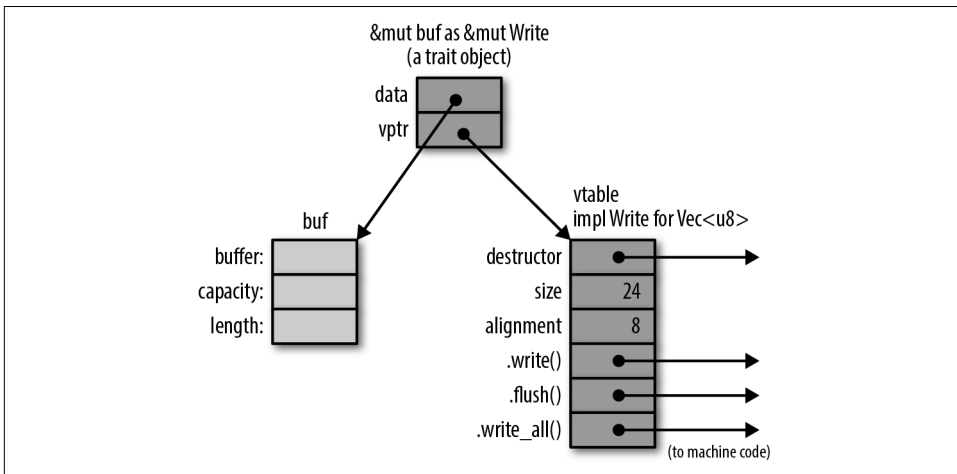 &mut buf as &mut Write
(a trait object)
data
vptr
buf
buffer:
capacity:
length:
vtable
impl Write for Vec<u8>
destructor
size 24
alignment 8
.write()
.flush()
.write_all()
(to machine code)